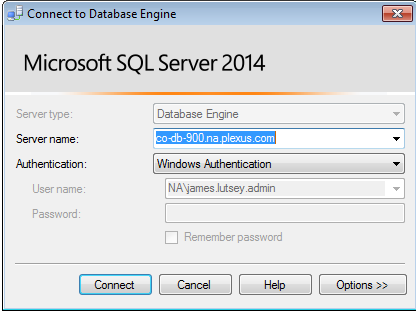 Connect to Database Engine
Microsoft SQL Server 2014
Server type: Database Engine
Server name: co-db-900.na.plexus.com
Authentication: Windows Authentication
User name: NA\james.lutsey.admin
Password:
Remember password
Connect Cancel Help Options >>